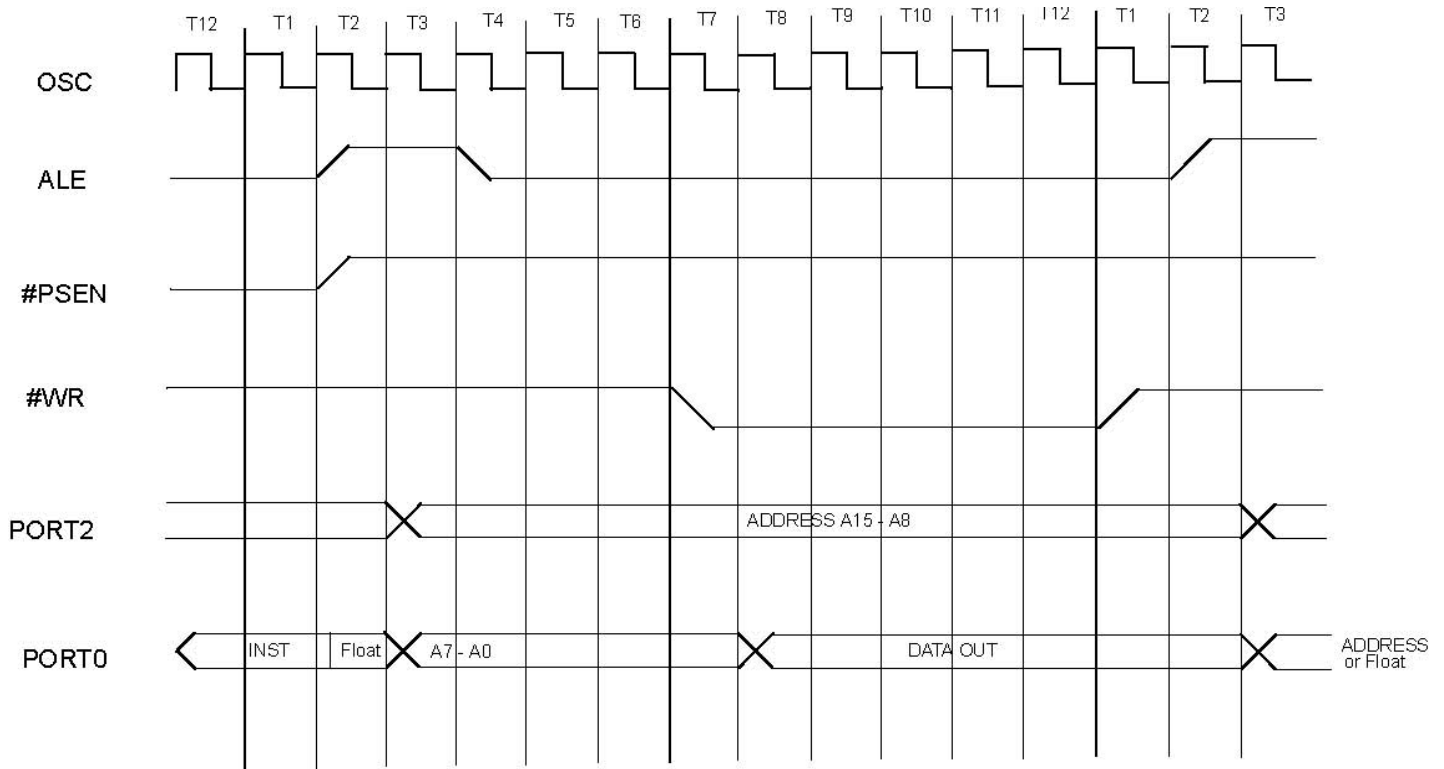 T12 T1 T2 T3 T4 T5 T6 T7 T8 T9 T10 T11 T12 T1 T2 T3
OSC
ALE
#PSEN
#WR
PORT2 ADDRESS A15 - A8
PORT0 INST Float A7 - A0 DATA OUT ADDRESS
or Float